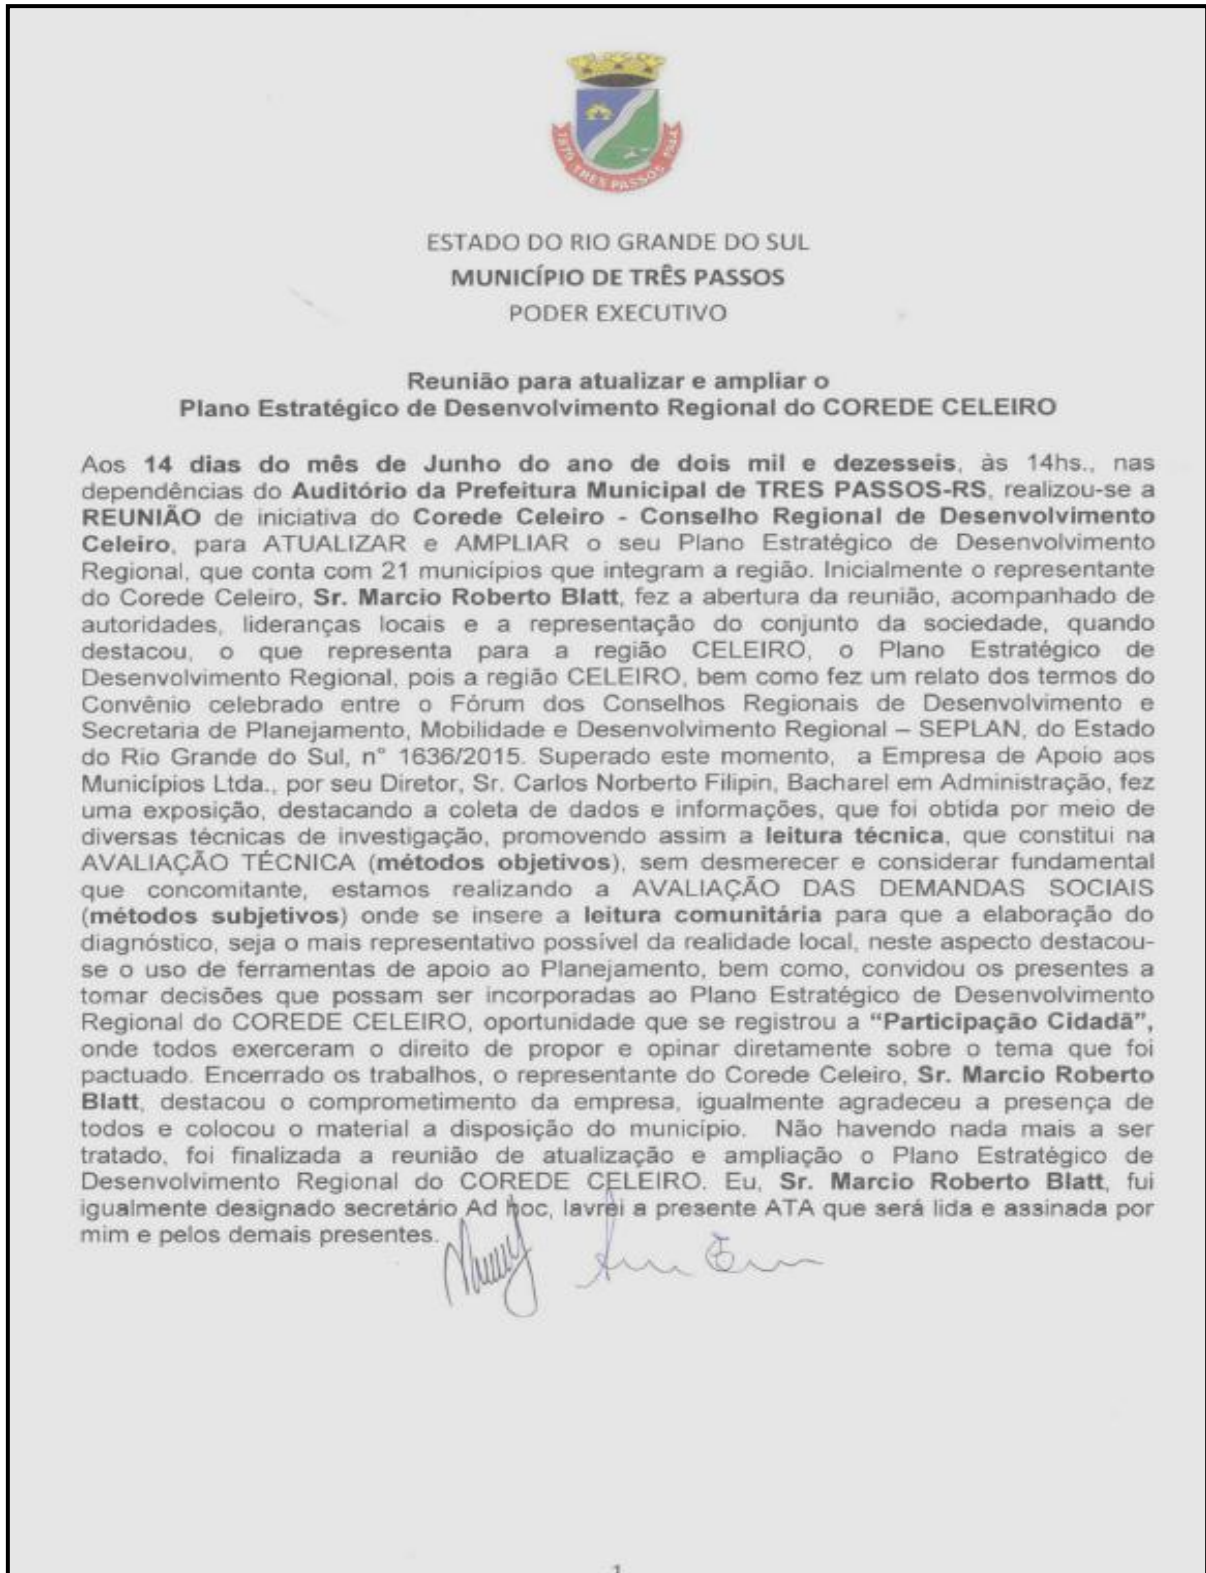 1879 TRES PASSOS 1944
ESTADO DO RIO GRANDE DO SUL
MUNICÍPIO DE TRÊS PASSOS
PODER EXECUTIVO
Reunião para atualizar e ampliar o
Plano Estratégico de Desenvolvimento Regional do COREDE CELEIRO
Aos 14 dias do mês de Junho do ano de dois mil e dezesseis, às 14hs., nas
dependências do Auditório da Prefeitura Municipal de TRES PASSOS-RS, realizou-se a
REUNIÃO de iniciativa do Corede Celeiro - Conselho Regional de Desenvolvimento
Celeiro, para ATUALIZAR e AMPLIAR o seu Plano Estratégico de Desenvolvimento
Regional, que conta com 21 municípios que integram a região. Inicialmente o representante
do Corede Celeiro, Sr. Marcio Roberto Blatt, fez a abertura da reunião, acompanhado de
autoridades, lideranças locais e a representação do conjunto da sociedade, quando
destacou, o que representa para a região CELEIRO, o Plano Estratégico de
Desenvolvimento Regional, pois a região CELEIRO, bem como fez um relato dos termos do
Convênio celebrado entre o Fórum dos Conselhos Regionais de Desenvolvimento e
Secretaria de Planejamento, Mobilidade e Desenvolvimento Regional – SEPLAN, do Estado
do Rio Grande do Sul, n° 1636/2015. Superado este momento, a Empresa de Apoio aos
Municípios Ltda., por seu Diretor, Sr. Carlos Norberto Filipin, Bacharel em Administração, fez
uma exposição, destacando a coleta de dados e informações, que foi obtida por meio de
diversas técnicas de investigação, promovendo assim a leitura técnica, que constitui na
AVALIAÇÃO TÉCNICA (métodos objetivos), sem desmerecer e considerar fundamental
que concomitante, estamos realizando a AVALIAÇÃO DAS DEMANDAS SOCIAIS
(métodos subjetivos) onde se insere a leitura comunitária para que a elaboração do
diagnóstico, seja o mais representativo possível da realidade local, neste aspecto destacou-
se o uso de ferramentas de apoio ao Planejamento, bem como, convidou os presentes a
tomar decisões que possam ser incorporadas ao Plano Estratégico de Desenvolvimento
Regional do COREDE CELEIRO, oportunidade que se registrou a “Participação Cidadã”,
onde todos exerceram o direito de propor e opinar diretamente sobre o tema que foi
pactuado. Encerrado os trabalhos, o representante do Corede Celeiro, Sr. Marcio Roberto
Blatt, destacou o comprometimento da empresa, igualmente agradeceu a presença de
todos e colocou o material a disposição do município. Não havendo nada mais a ser
tratado, foi finalizada a reunião de atualização e ampliação o Plano Estratégico de
Desenvolvimento Regional do COREDE CELEIRO. Eu, Sr. Marcio Roberto Blatt, fui
igualmente designado secretário Ad hoc, lavrei a presente ATA que será lida e assinada por
mim e pelos demais presentes.
1